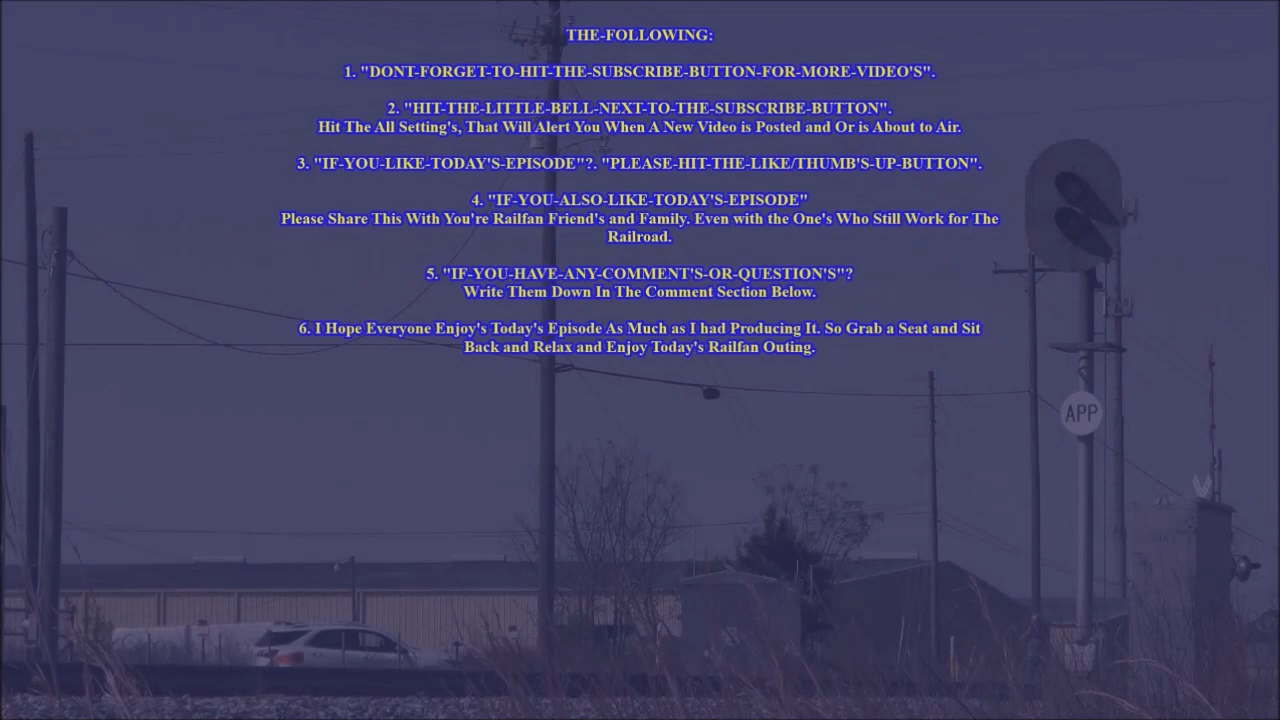 THE-FOLLOWING:
1. "DONT-FORGET-TO-HIT-THE-SUBSCRIBE-BUTTON-FOR-MORE-VIDEO'S".
2. "HIT-THE-LITTLE-BELL-NEXT-TO-THE-SUBSCRIBE-BUTTON".
Hit The All Setting's, That Will Alert You When A New Video is Posted and Or is About to Air.
3. "IF-YOU-LIKE-TODAY'S-EPISODE"?. "PLEASE-HIT-THE-LIKE/THUMB'S-UP-BUTTON".
4. "IF-YOU-ALSO-LIKE-TODAY'S-EPISODE"
Please Share This With You're Railfan Friend's and Family. Even with the One's Who Still Work for The
Railroad.
5. "IF-YOU-HAVE-ANY-COMMENT'S-OR-QUESTION'S"?
Write Them Down In The Comment Section Below.
6. I Hope Everyone Enjoy's Today's Episode As Much as I had Producing It. So Grab a Seat and Sit
Back and Relax and Enjoy Today's Railfan Outing.
APP